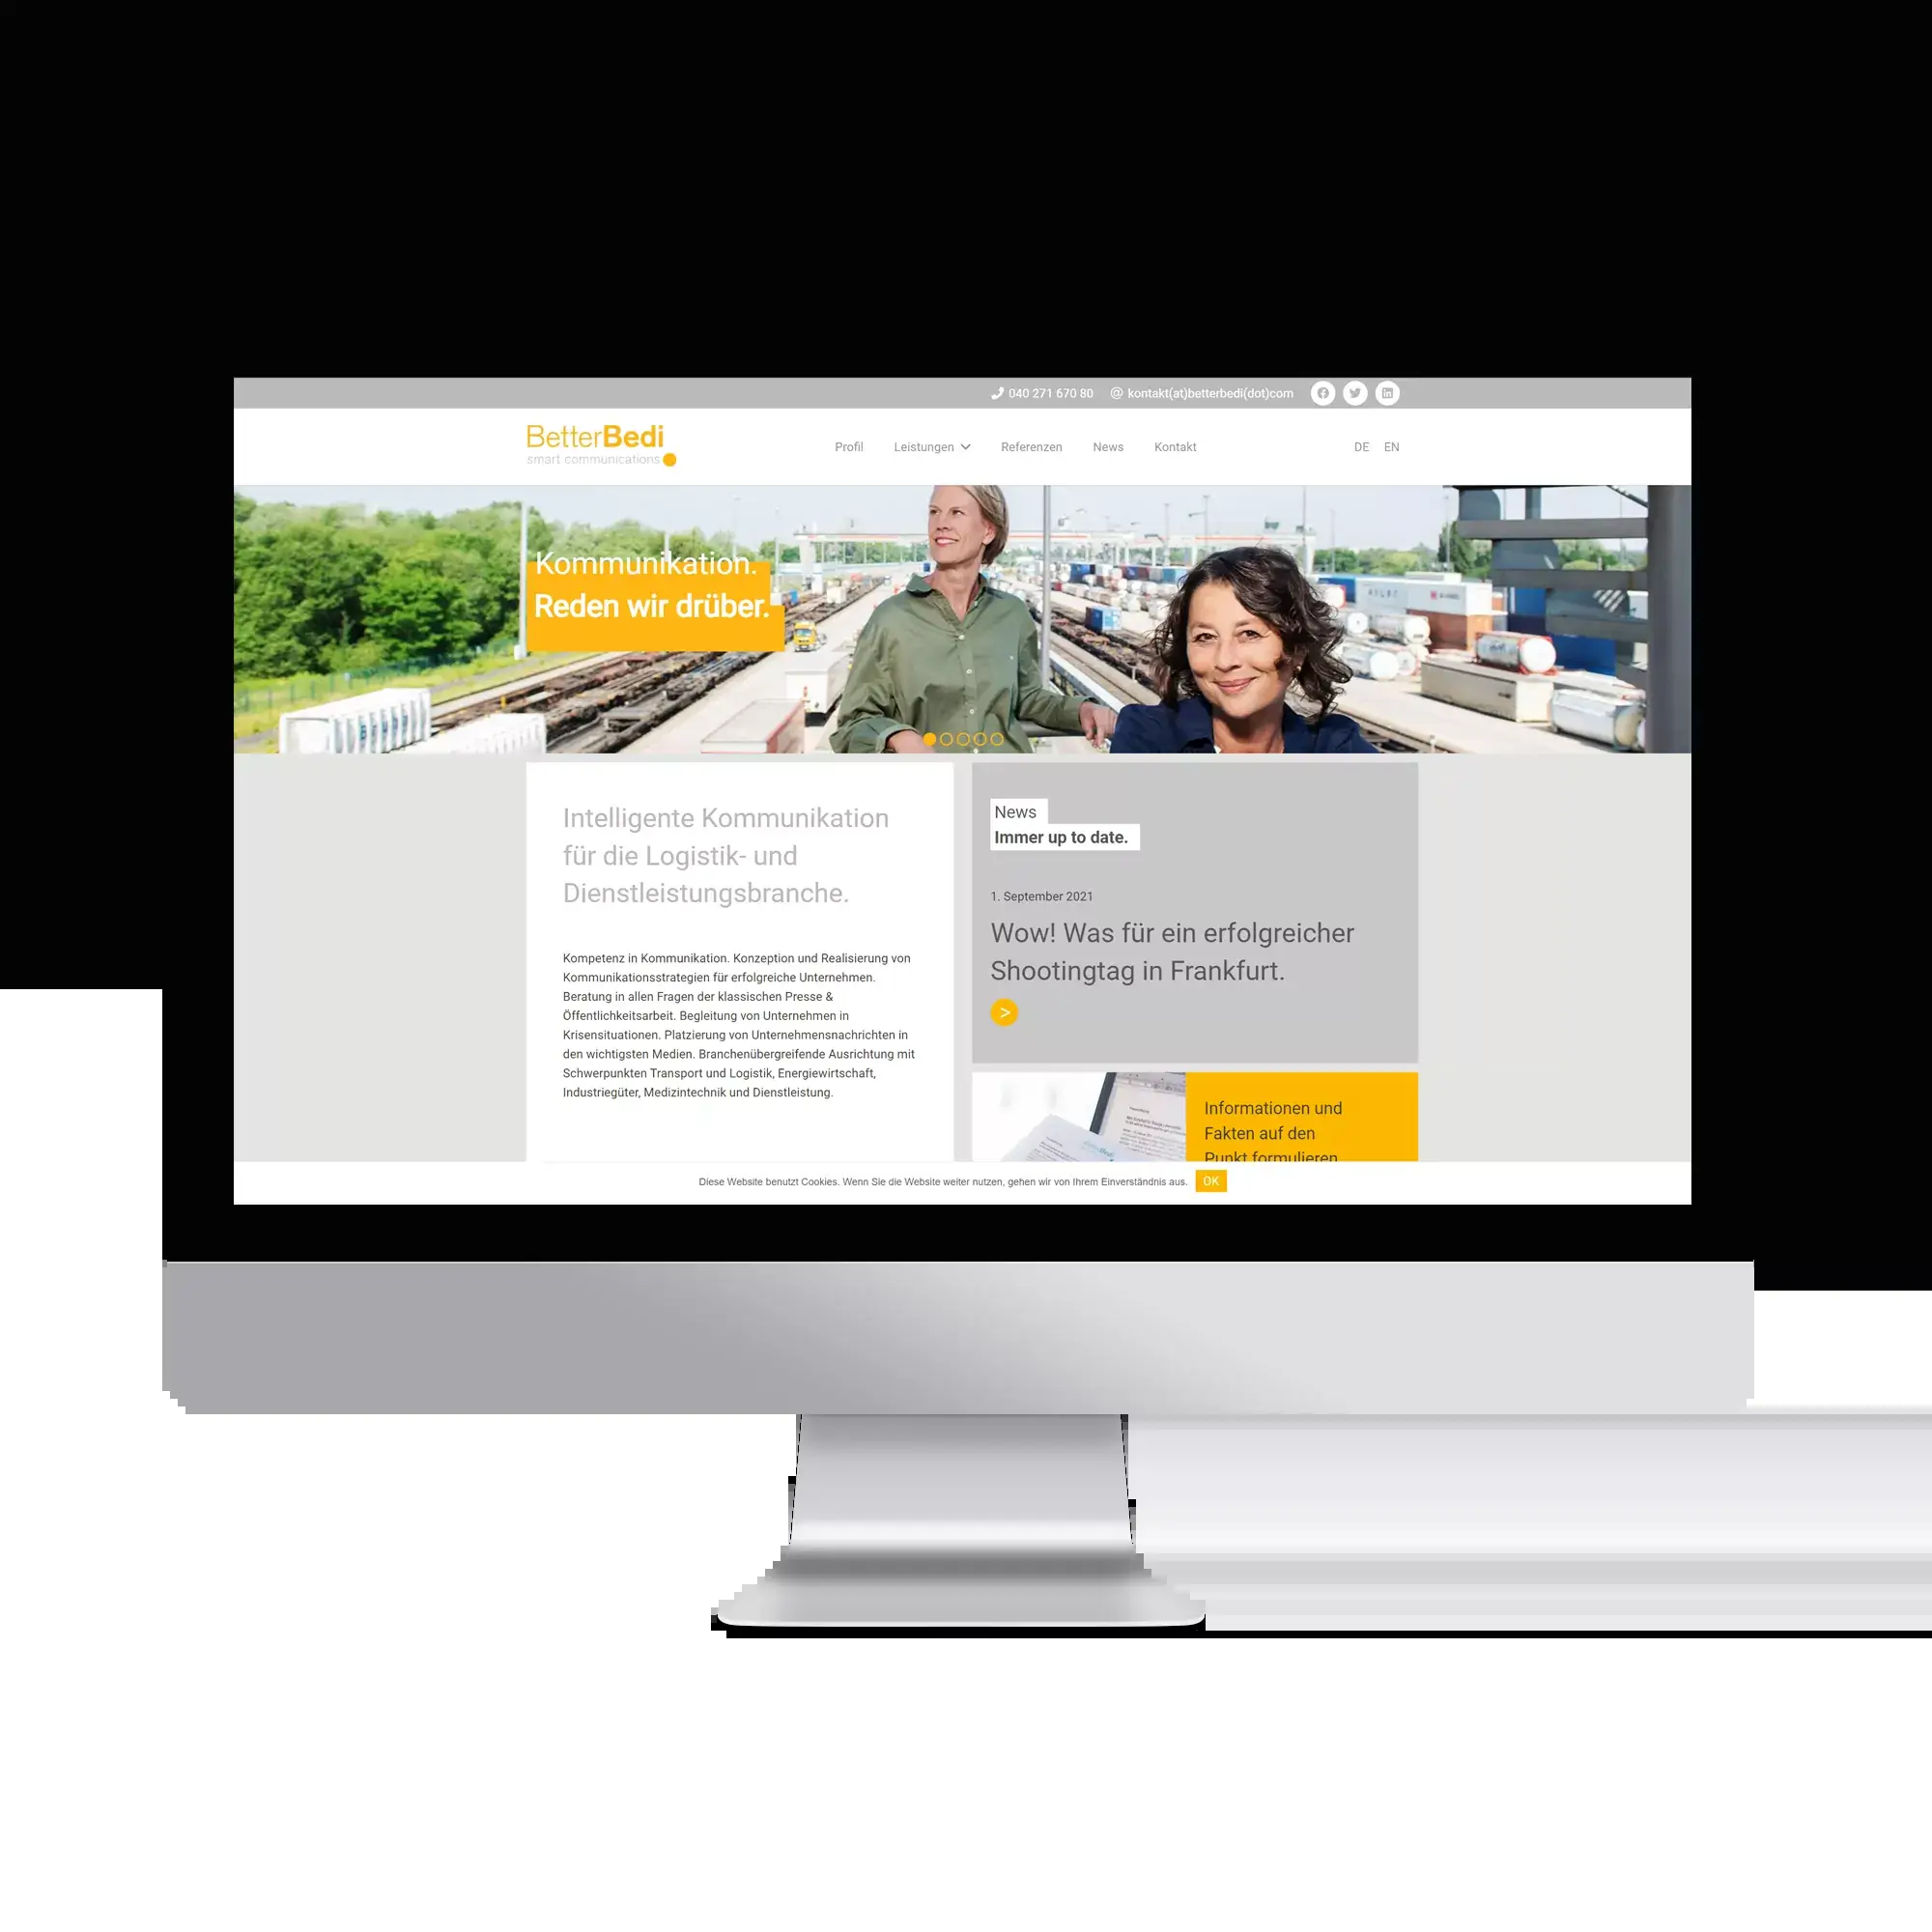 040 271 670 80 @ kontakt(at)betterbedi(dot)com
BetterBedi
smart communications
Profil Leistungen Referenzen News Kontakt DE EN
Kommunikation.
Reden wir drüber.
Intelligente Kommunikation
für die Logistik- und
Dienstleistungsbranche.
Kompetenz in Kommunikation. Konzeption und Realisierung von
Kommunikationsstrategien für erfolgreiche Unternehmen.
Beratung in allen Fragen der klassischen Presse &
Öffentlichkeitsarbeit. Begleitung von Unternehmen in
Krisensituationen. Platzierung von Unternehmensnachrichten in
den wichtigsten Medien. Branchenübergreifende Ausrichtung mit
Schwerpunkten Transport und Logistik, Energiewirtschaft,
Industriegüter, Medizintechnik und Dienstleistung.
News
Immer up to date.
1. September 2021
Wow! Was für ein erfolgreicher
Shootingtag in Frankfurt.
>
Informationen und
Fakten auf den
Punkt formulieren
Diese Website benutzt Cookies. Wenn Sie die Website weiter nutzen, gehen wir von Ihrem Einverständnis aus. OK